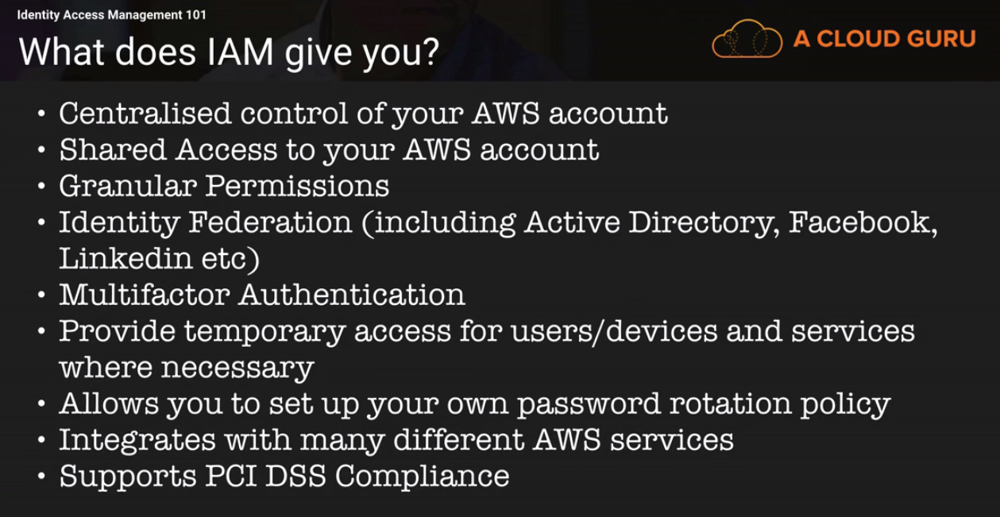 Identity Access Management 101
What does IAM give you?
A CLOUD GURU
• Centralised control of your AWS account
• Shared Access to your AWS account
• Granular Permissions
• Identity Federation (including Active Directory, Facebook,
Linkedin etc)
• Multifactor Authentication
• Provide temporary access for users/devices and services
where necessary
• Allows you to set up your own password rotation policy
• Integrates with many different AWS services
• Supports PCI DSS Compliance